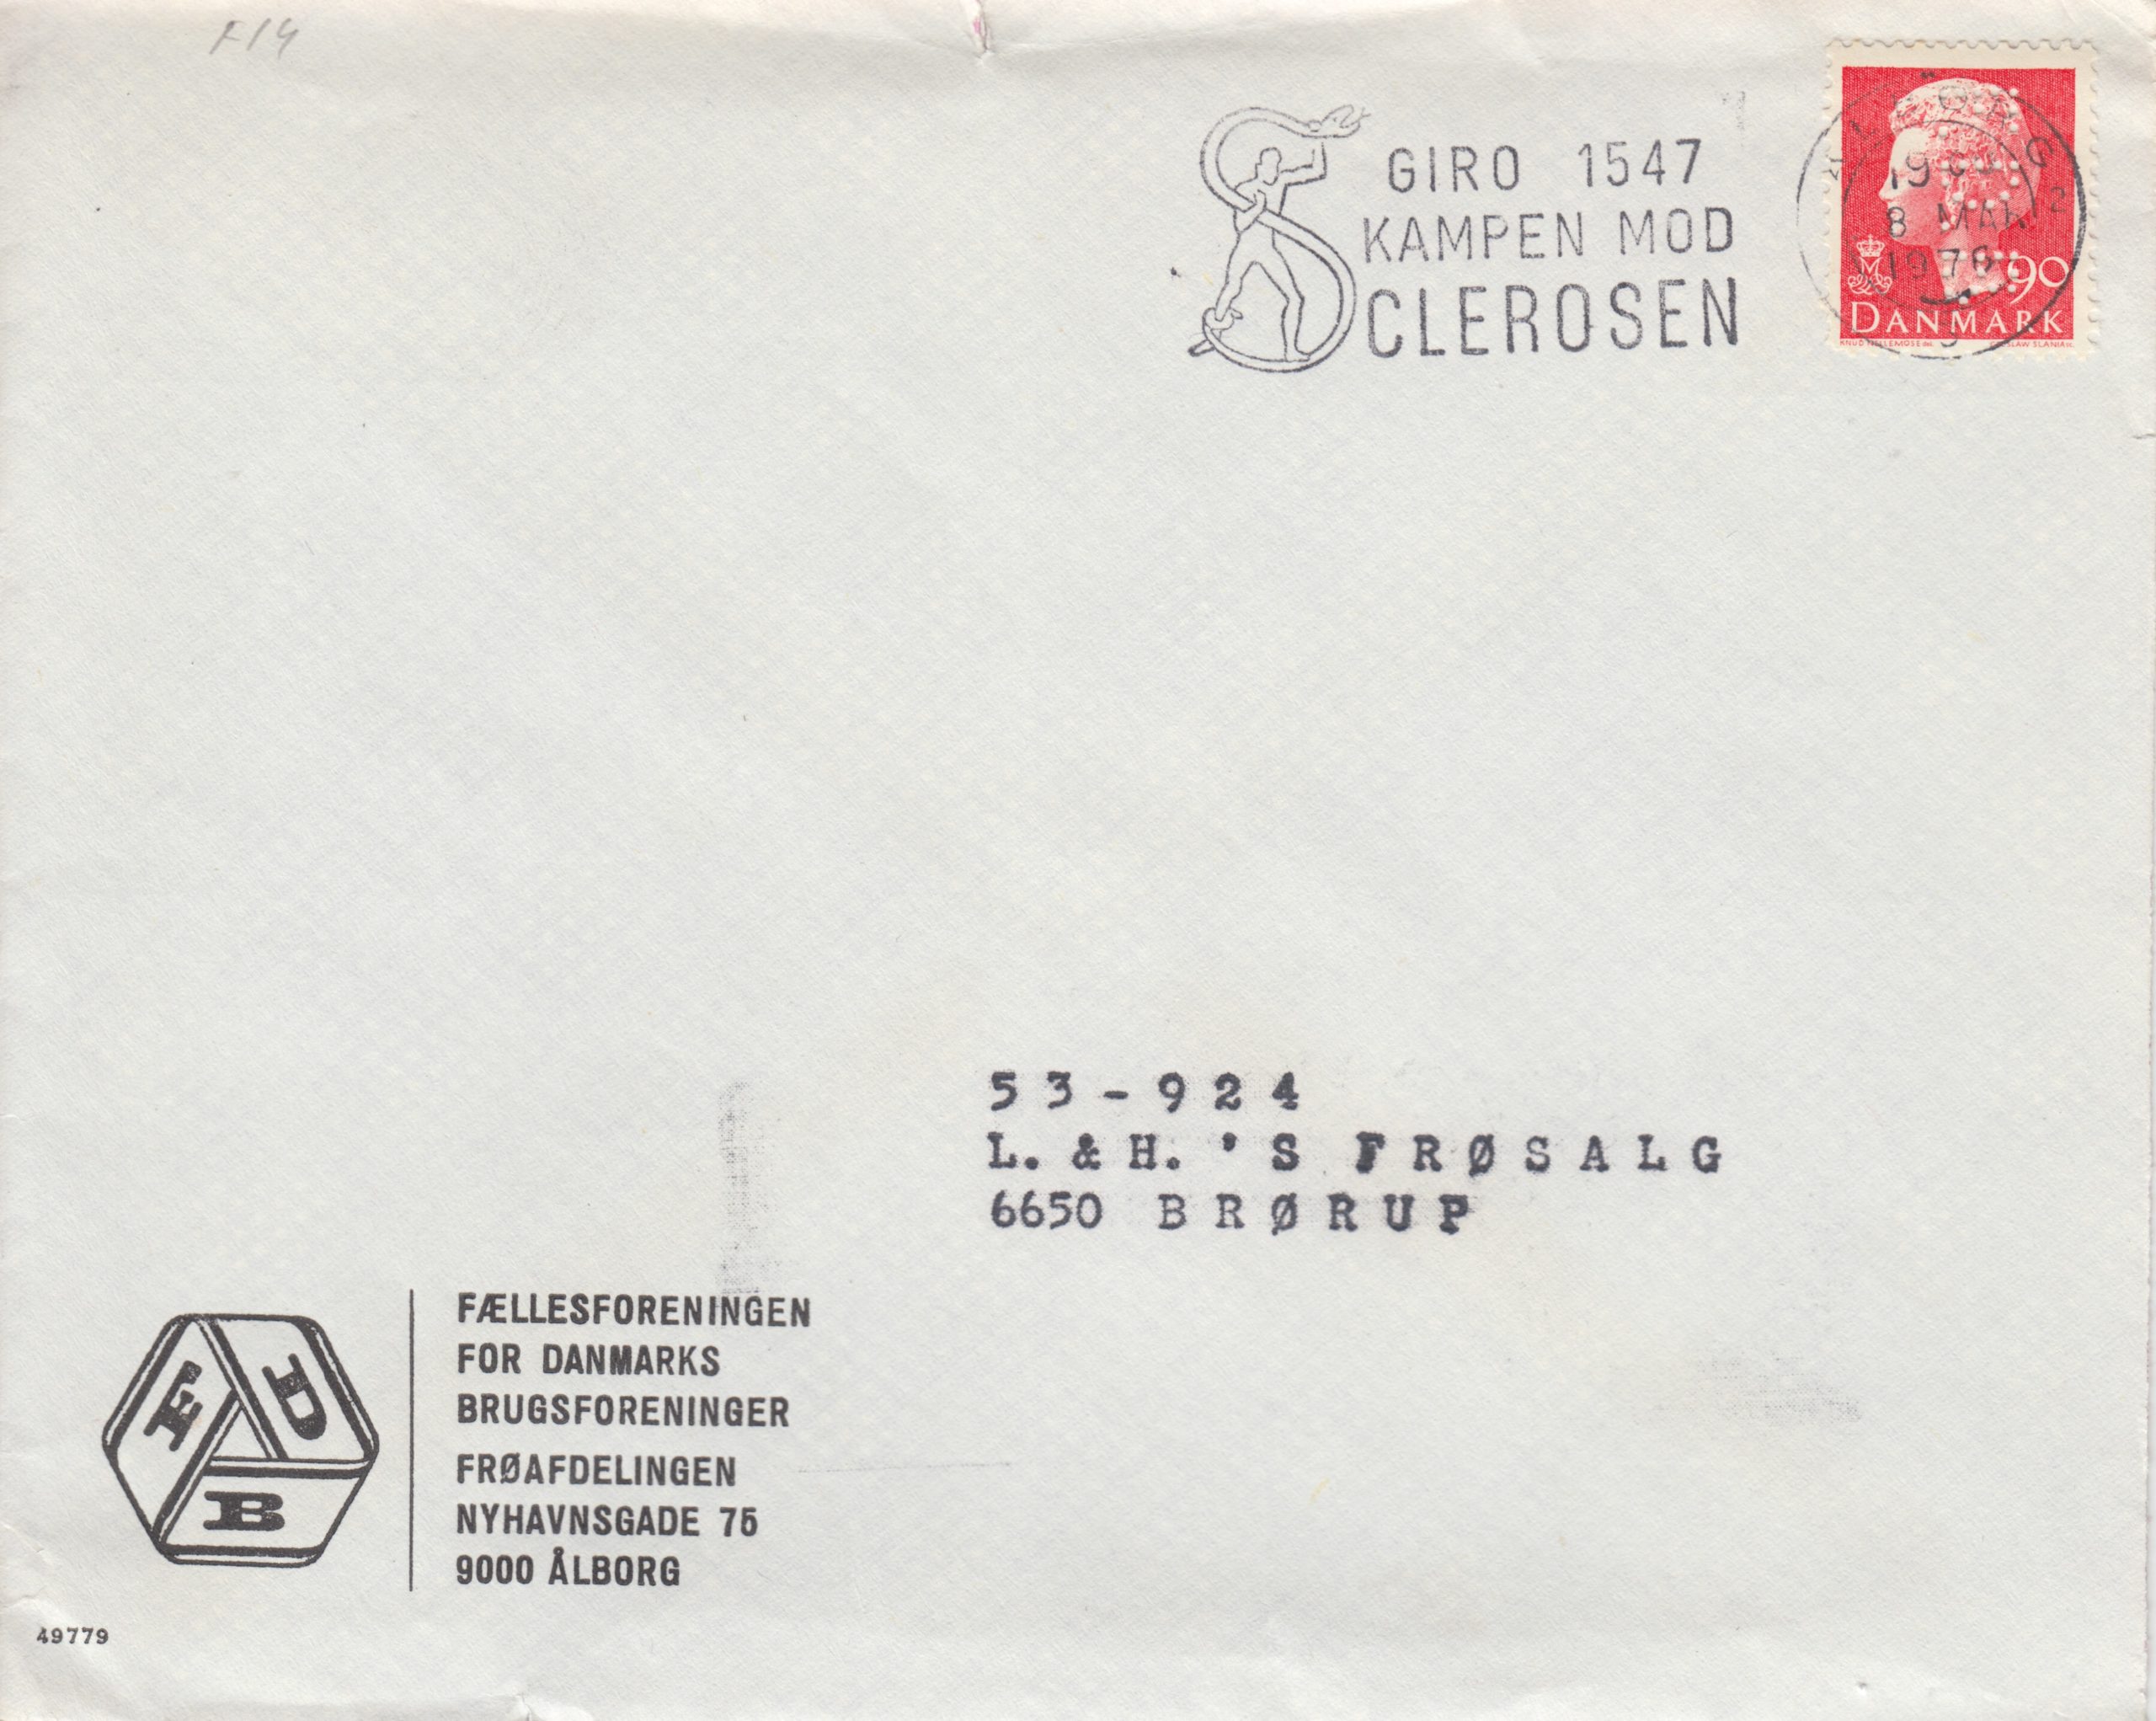 F14
GIRO 1547
KAMPEN MOD
SCLEROSEN
8 MAR
1976
90
DANMARK
53-924
L. & H.'S FRØSALG
6650 BRØRUP
F D B
FÆLLESFORENINGEN
FOR DANMARKS
BRUGSFORENINGER
FRØAFDELINGEN
NYHAVNSGADE 75
9000 ÅLBORG
49779